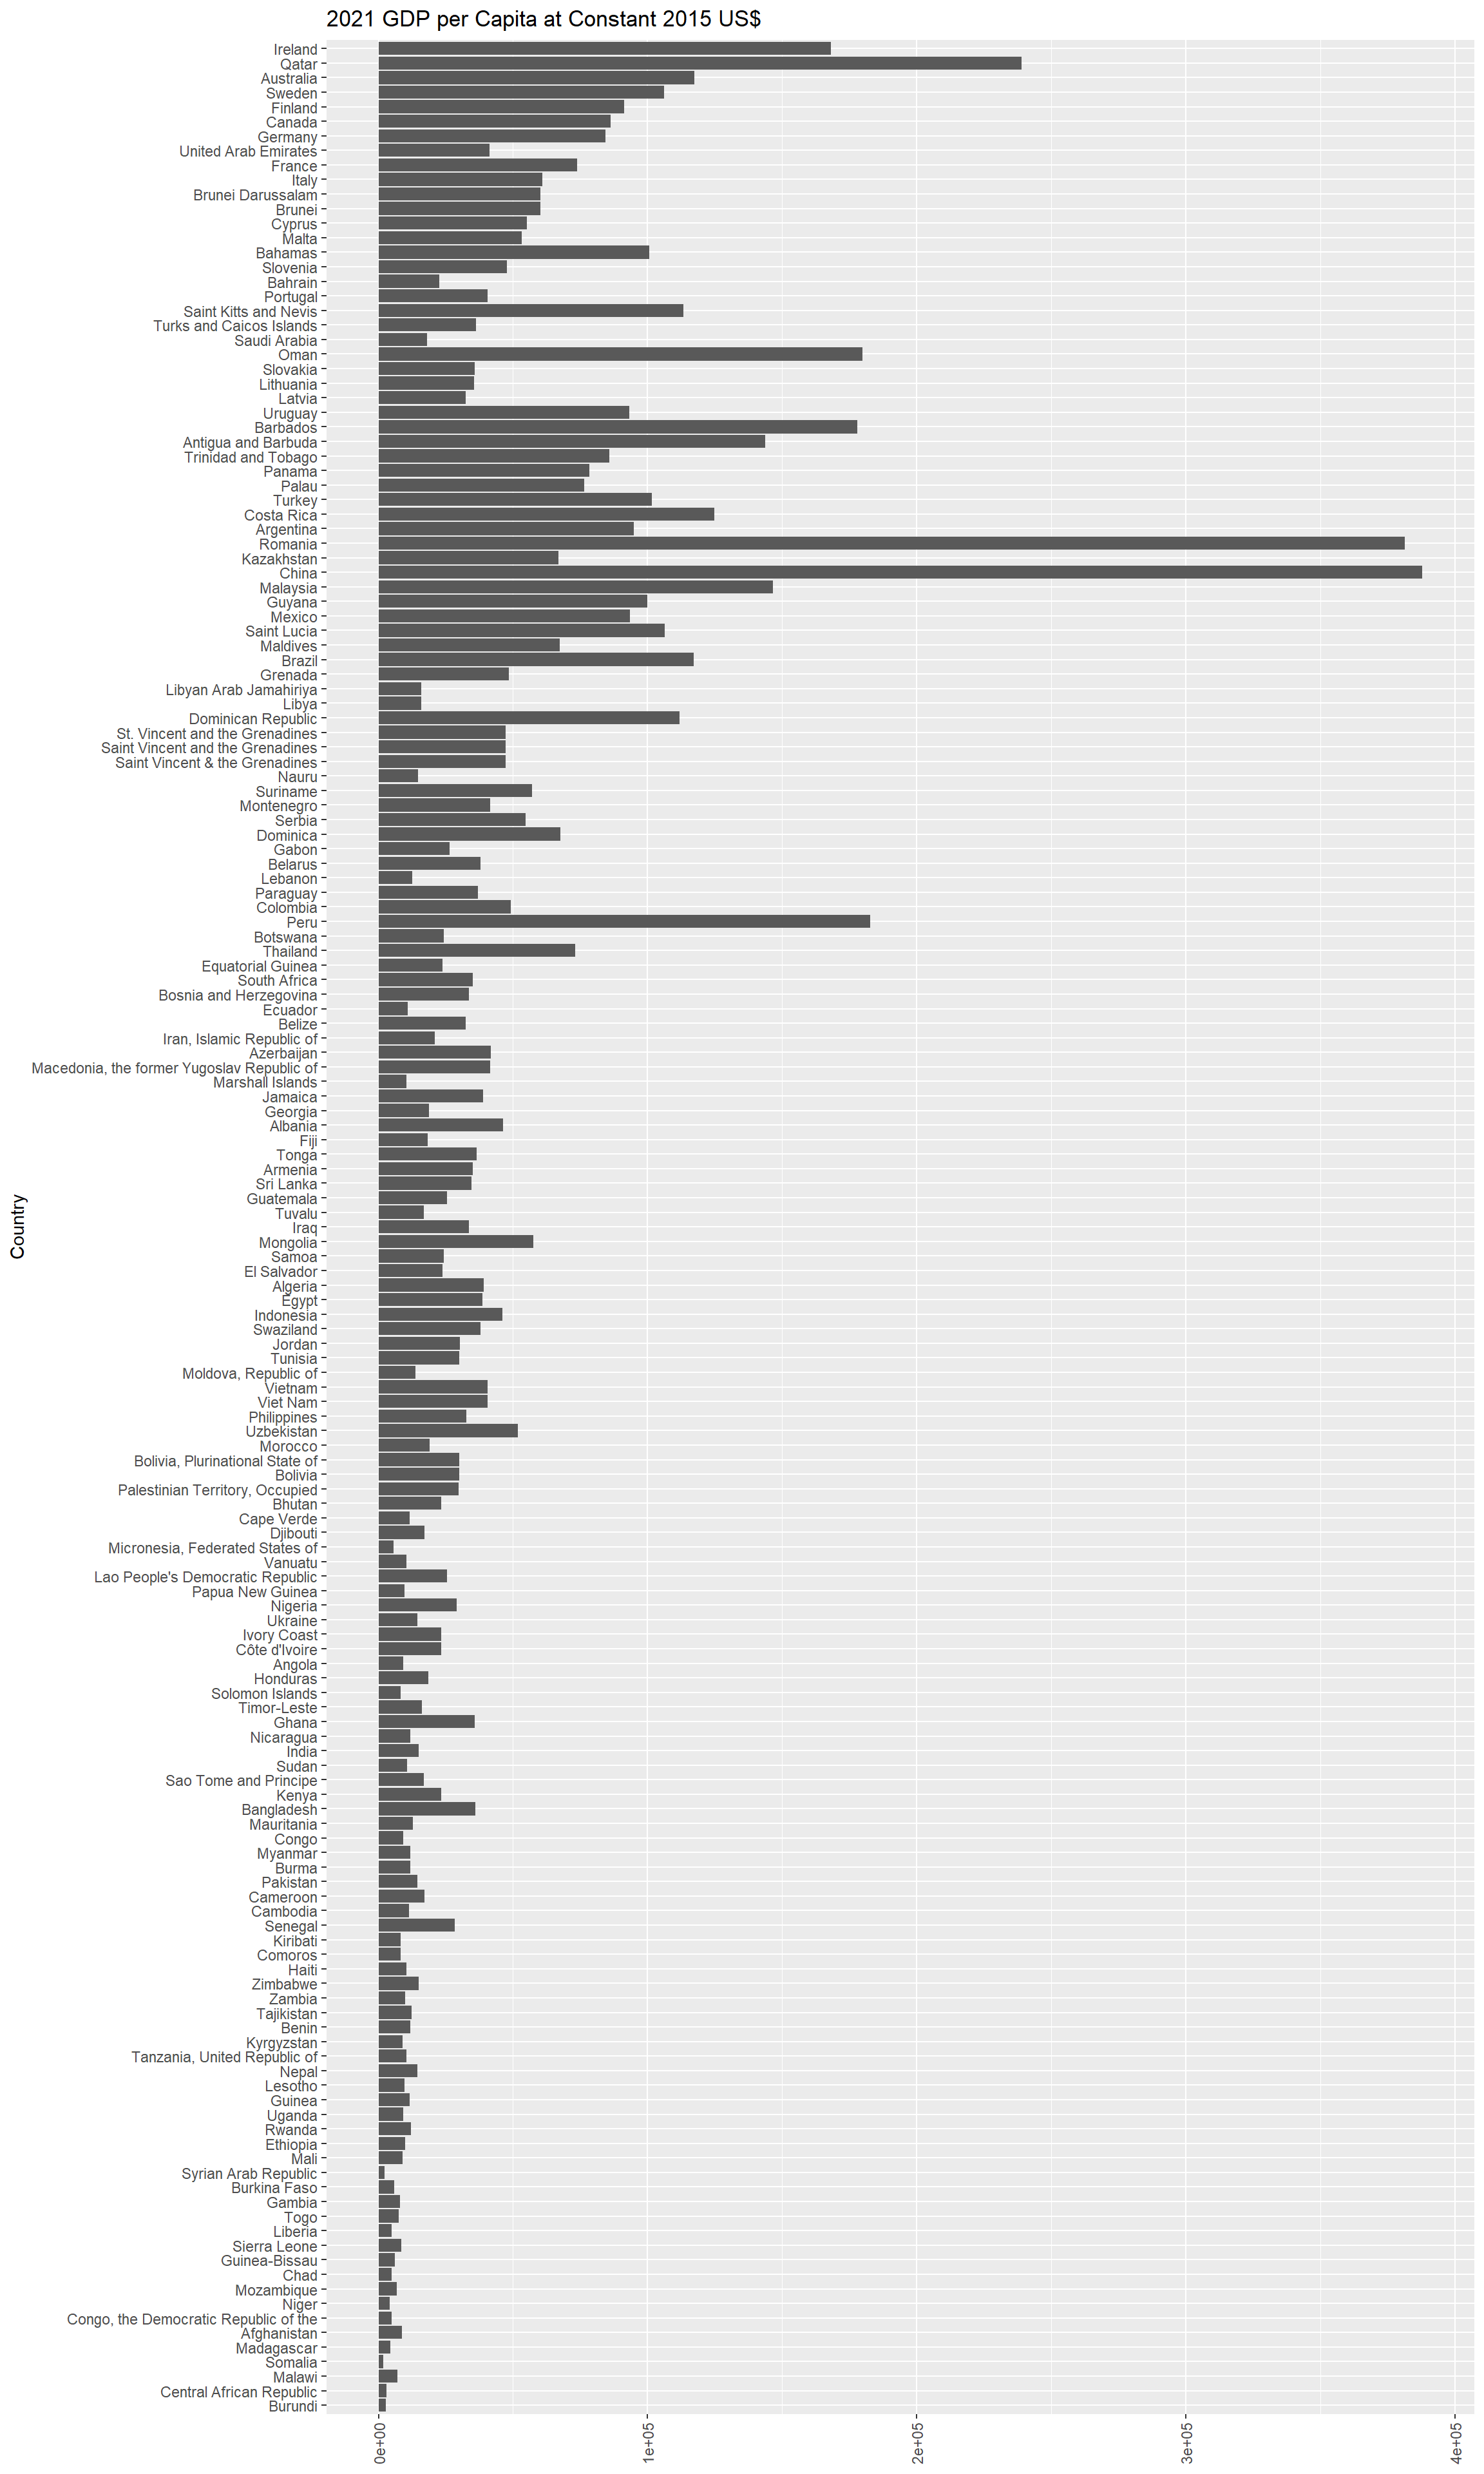 2021 GDP per Capita at Constant 2015 US$
Ireland
Qatar
Australia
Sweden
Finland
Canada
Germany
United Arab Emirates
France
Italy
Brunei Darussalam
Brunei
Cyprus
Malta
Bahamas
Slovenia
Bahrain
Portugal
Saint Kitts and Nevis
Turks and Caicos Islands
Saudi Arabia
Oman
Slovakia
Lithuania
Latvia
Uruguay
Barbados
Antigua and Barbuda
Trinidad and Tobago
Panama
Palau
Turkey
Costa Rica
Argentina
Romania
Kazakhstan
China
Malaysia
Guyana
Mexico
Saint Lucia
Maldives
Brazil
Grenada
Libyan Arab Jamahiriya
Libya
Dominican Republic
St. Vincent and the Grenadines
Saint Vincent and the Grenadines
Saint Vincent & the Grenadines
Nauru
Suriname
Montenegro
Serbia
Dominica
Gabon
Belarus
Lebanon
Paraguay
Colombia
Peru
Botswana
Thailand
Equatorial Guinea
South Africa
Bosnia and Herzegovina
Ecuador
Belize
Iran, Islamic Republic of
Azerbaijan
Macedonia, the former Yugoslav Republic of
Marshall Islands
Jamaica
Georgia
Albania
Fiji
Tonga
Armenia
Sri Lanka
Guatemala
Tuvalu
Iraq
Mongolia
Samoa
El Salvador
Algeria
Egypt
Indonesia
Swaziland
Jordan
Tunisia
Moldova, Republic of
Vietnam
Viet Nam
Philippines
Uzbekistan
Morocco
Bolivia, Plurinational State of
Bolivia
Palestinian Territory, Occupied
Bhutan
Cape Verde
Djibouti
Micronesia, Federated States of
Vanuatu
Lao People's Democratic Republic
Papua New Guinea
Nigeria
Ukraine
Ivory Coast
Côte d'Ivoire
Angola
Honduras
Solomon Islands
Timor-Leste
Ghana
Nicaragua
India
Sudan
Sao Tome and Principe
Kenya
Bangladesh
Mauritania
Congo
Myanmar
Burma
Pakistan
Cameroon
Cambodia
Senegal
Kiribati
Comoros
Haiti
Zimbabwe
Zambia
Tajikistan
Benin
Kyrgyzstan
Tanzania, United Republic of
Nepal
Lesotho
Guinea
Uganda
Rwanda
Ethiopia
Mali
Syrian Arab Republic
Burkina Faso
Gambia
Togo
Liberia
Sierra Leone
Guinea-Bissau
Chad
Mozambique
Niger
Congo, the Democratic Republic of the
Afghanistan
Madagascar
Somalia
Malawi
Central African Republic
Burundi
Country
0e+00
1e+05
2e+05
3e+05
4e+05